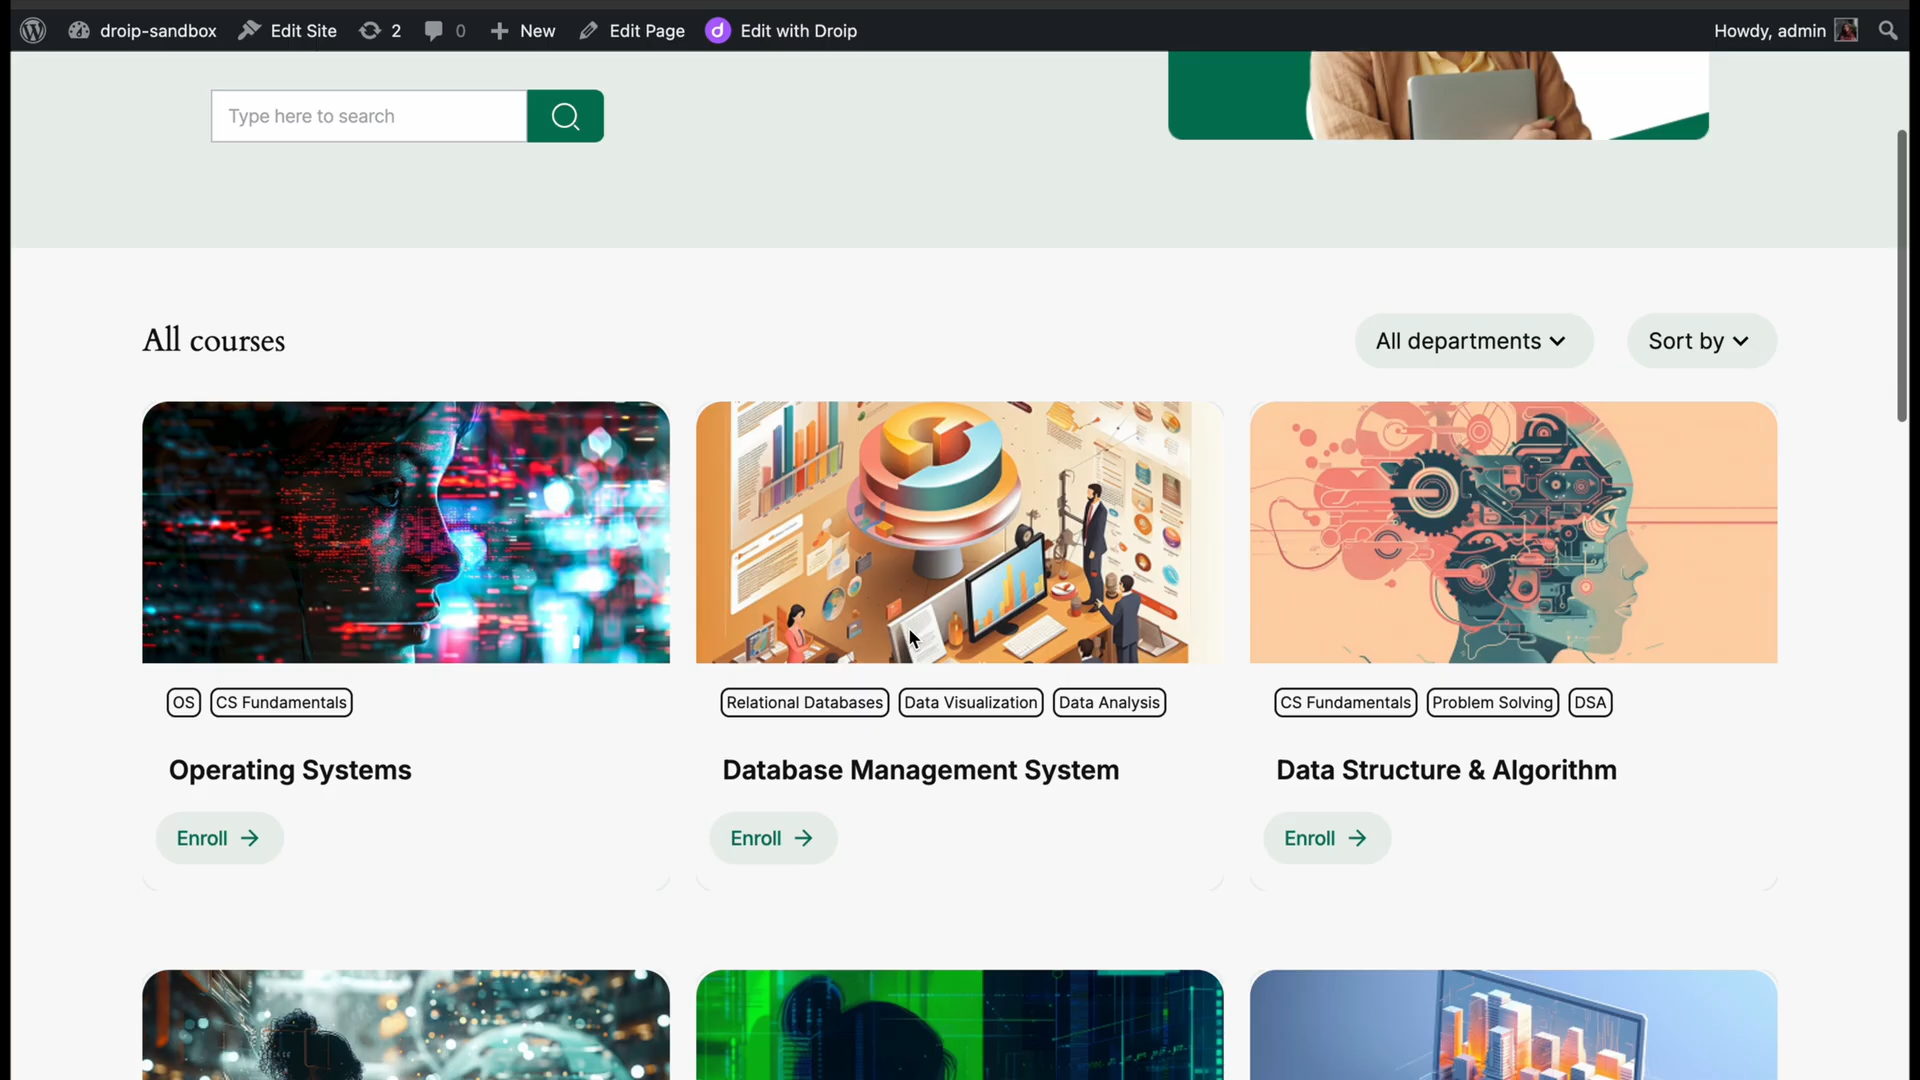 droip-sandbox Edit Site 2 0 New Edit Page d Edit with Droip Howdy, admin
Type here to search
All courses All departments Sort by
OS CS Fundamentals Relational Databases Data Visualization Data Analysis CS Fundamentals Problem Solving DSA
Operating Systems Database Management System Data Structure & Algorithm
Enroll Enroll Enroll